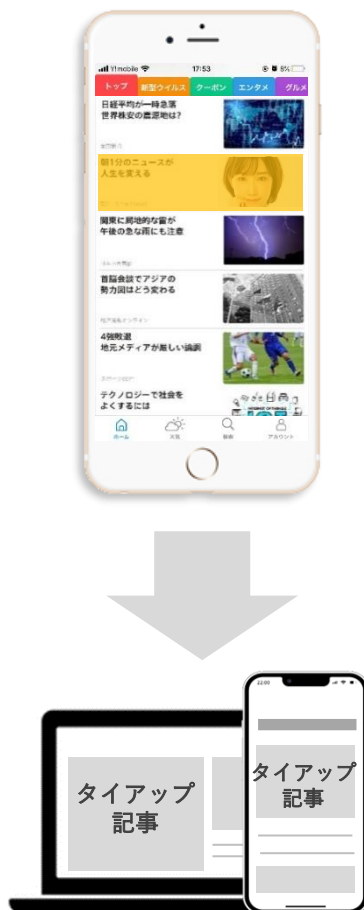 Y!mobile 17:53 8%
トップ 新型ウイルス クーポン エンタメ グルメ
日経平均が一時急落
世界株安の震源地は?
朝1分のニュースが
人生を変える
関東に局地的な雷が
午後の急な雨にも注意
首脳会談でアジアの
勢力図はどう変わる
4強敗退
地元メディアが厳しい論調
テクノロジーで社会を
よくするには
INTERNET OF THINGS
ホーム 天気 検索 アカウント
22:00
タイアップ
記事
タイアップ
記事